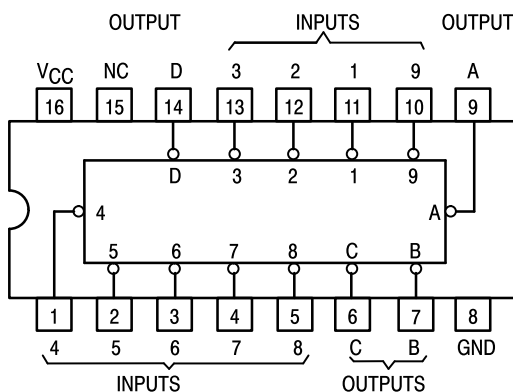 OUTPUT INPUTS OUTPUT
VCC NC D 3 2 1 9 A
16 15 14 13 12 11 10 9
D 3 2 1 9
4 A
5 6 7 8 C B
1 2 3 4 5 6 7 8
4 5 6 7 8 C B GND
INPUTS OUTPUTS